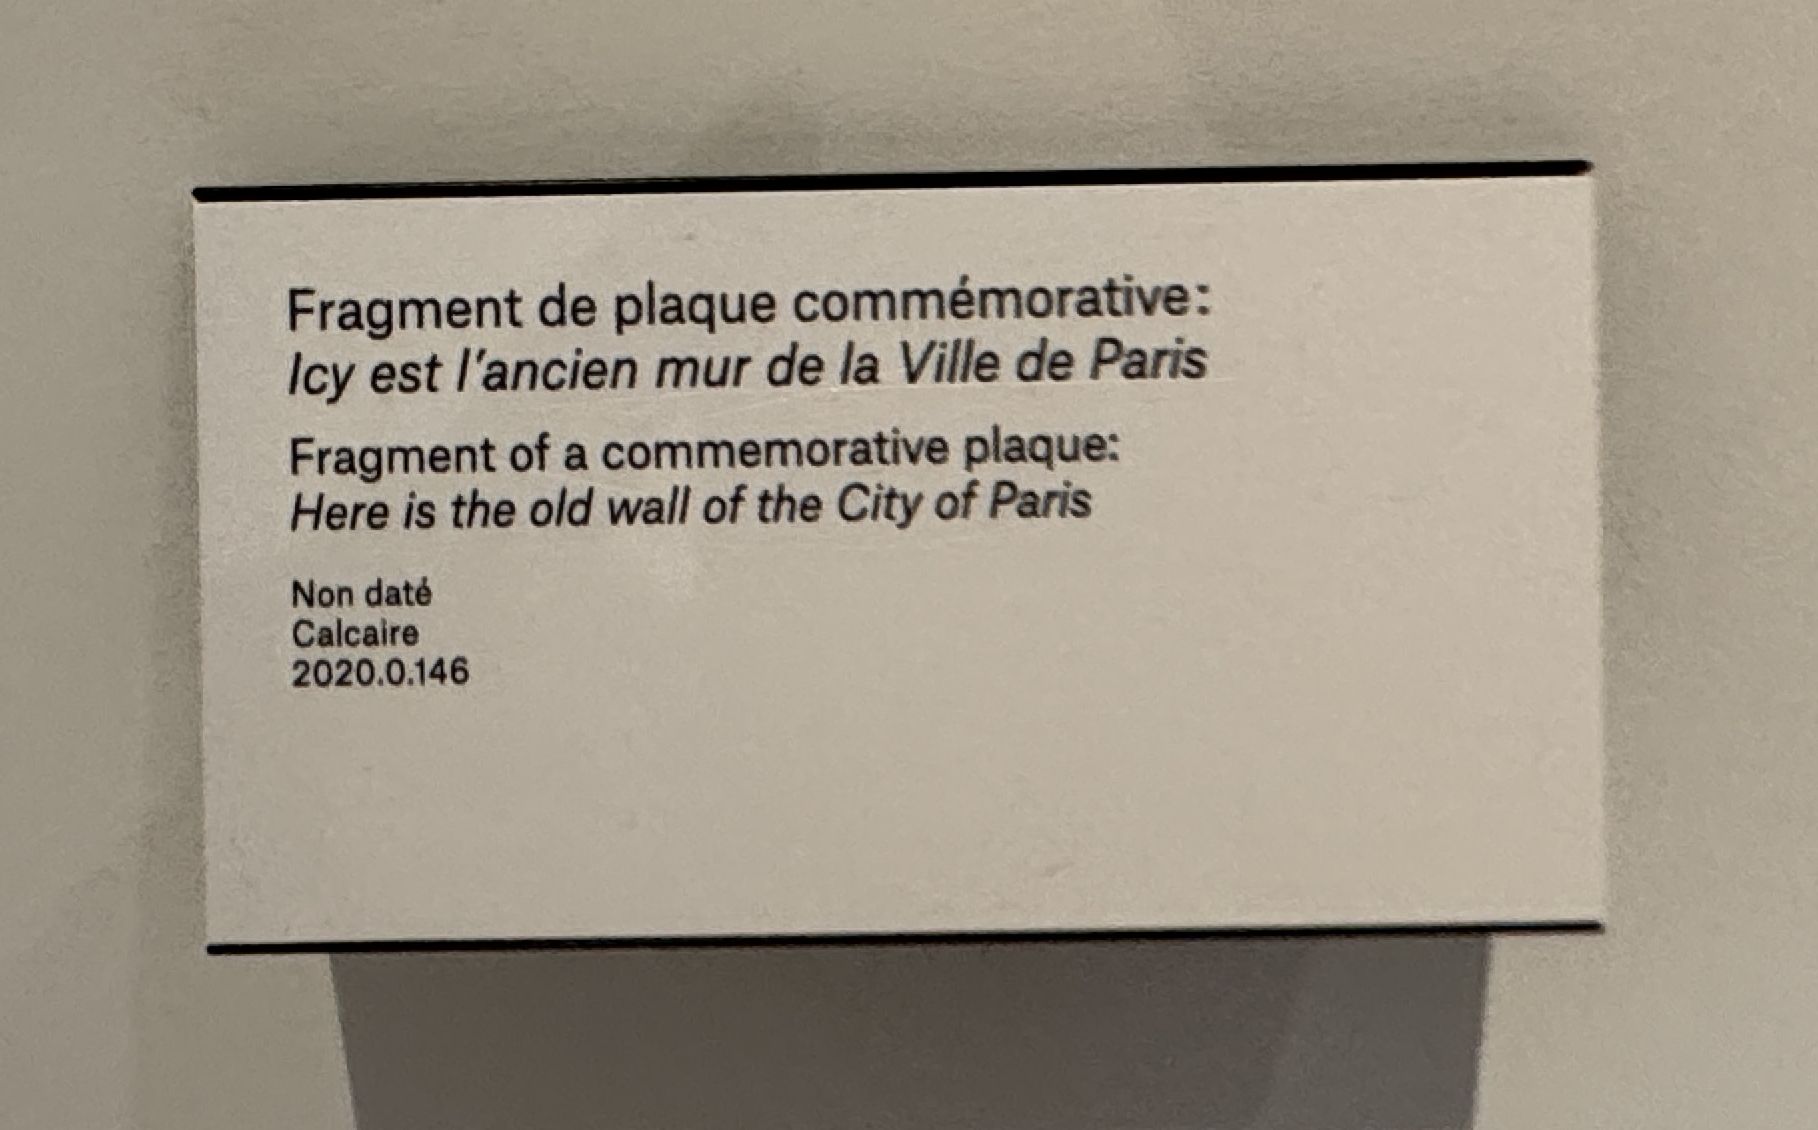 Fragment de plaque commémorative:
Icy est l'ancien mur de la Ville de Paris
Fragment of a commemorative plaque:
Here is the old wall of the City of Paris
Non daté
Calcaire
2020.0.146